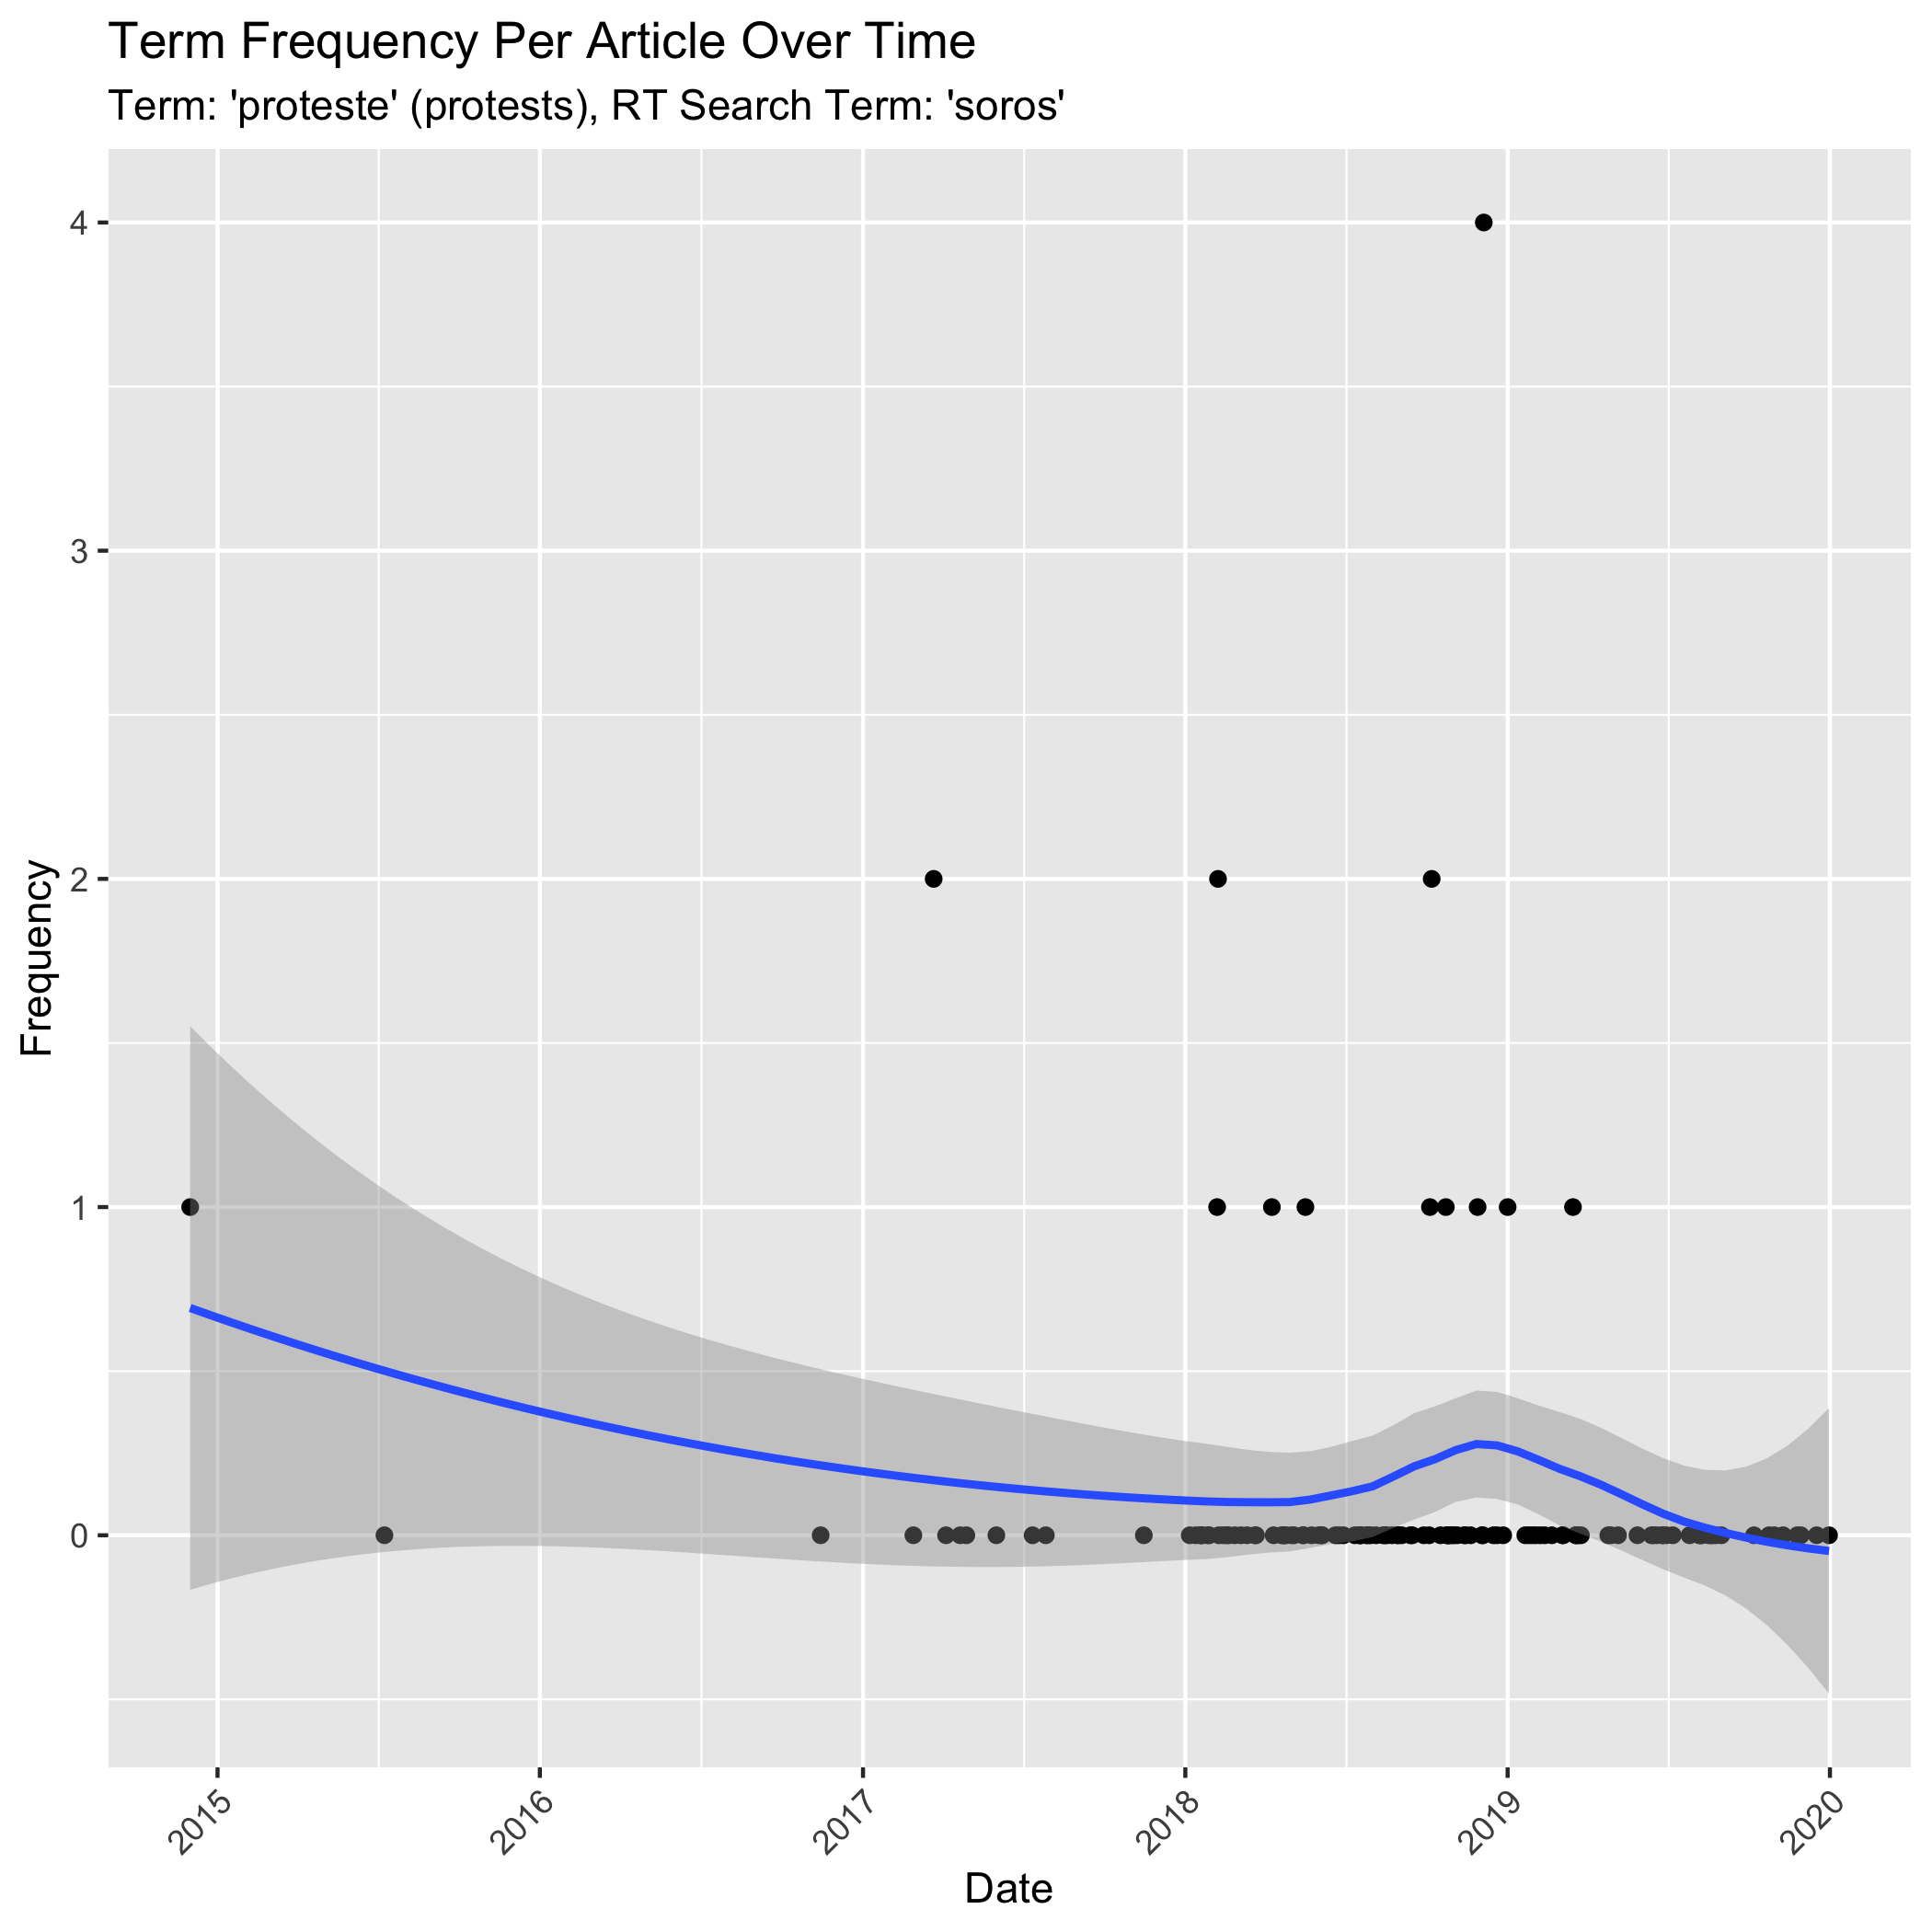 Term Frequency Per Article Over Time
Term: 'proteste' (protests), RT Search Term: 'soros'
Frequency
4
3
2
1
0
2015
2016
2017
2018
2019
2020
Date